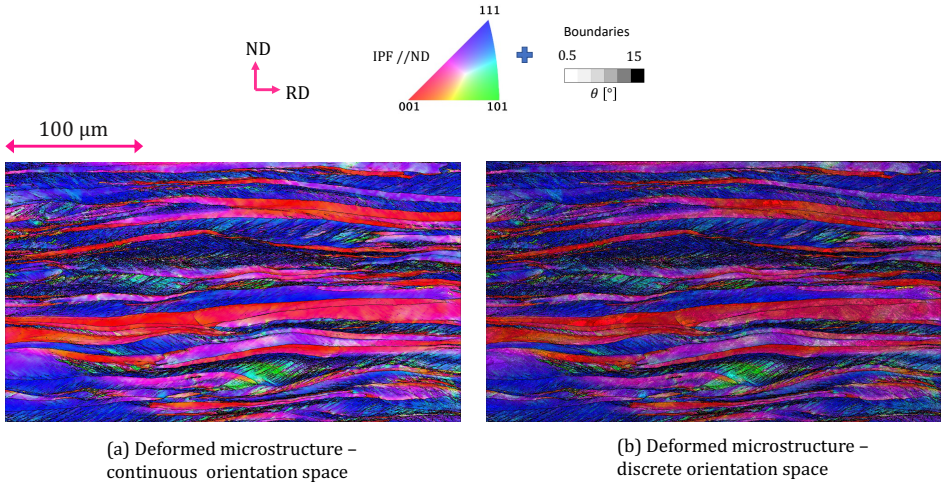 ND
RD
111
IPF //ND
001
101
Boundaries
0.5 15
θ [°]
100 μm
(a) Deformed microstructure –
continuous orientation space
(b) Deformed microstructure –
discrete orientation space